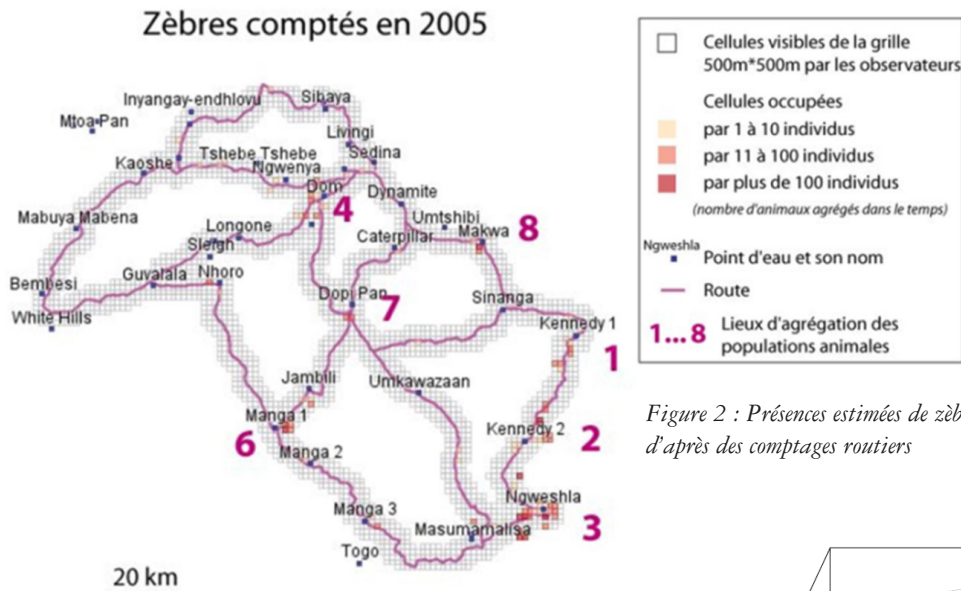 Zèbres comptés en 2005
Inyangay-endhlovu
Sibaya
Mtoa Pan
Livingi
Kaoshe
Tshebe Tshebe
Sedina
Ngwenya
Dom
Dynamite
4
Mabuya Mabena
Umtshibi
Longone
Makwa
8
Sleigh
Caterpillar
Guvalala
Nhoro
Bembesi
Dopi Pan
White Hills
7
Sinanga
Kennedy 1
1
Jambili
Umkawazaan
Manga 1
6
Kennedy 2
2
Manga 2
Ngweshla
Manga 3
Masumamalisa
3
Togo
20 km
Cellules visibles de la grille
500m*500m par les observateurs
Cellules occupées
par 1 à 10 individus
par 11 à 100 individus
par plus de 100 individus
(nombre d'animaux agrégés dans le temps)
Ngweshla
Point d'eau et son nom
Route
1...8 Lieux d'agrégation des
populations animales
Figure 2 : Présences estimées de zèb
d'après des comptages routiers